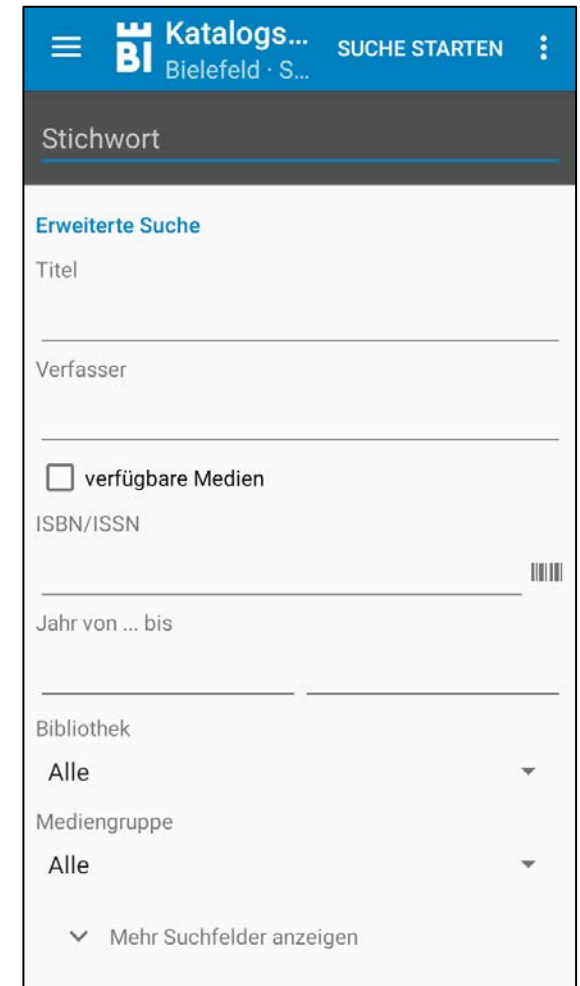 BI
Katalogs...
Bielefeld · S...
SUCHE STARTEN
Stichwort
Erweiterte Suche
Titel
Verfasser
verfügbare Medien
ISBN/ISSN
Jahr von ... bis
Bibliothek
Alle
Mediengruppe
Alle
Mehr Suchfelder anzeigen